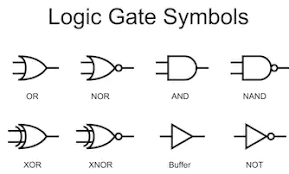 Logic Gate Symbols
OR NOR AND NAND
XOR XNOR Buffer NOT